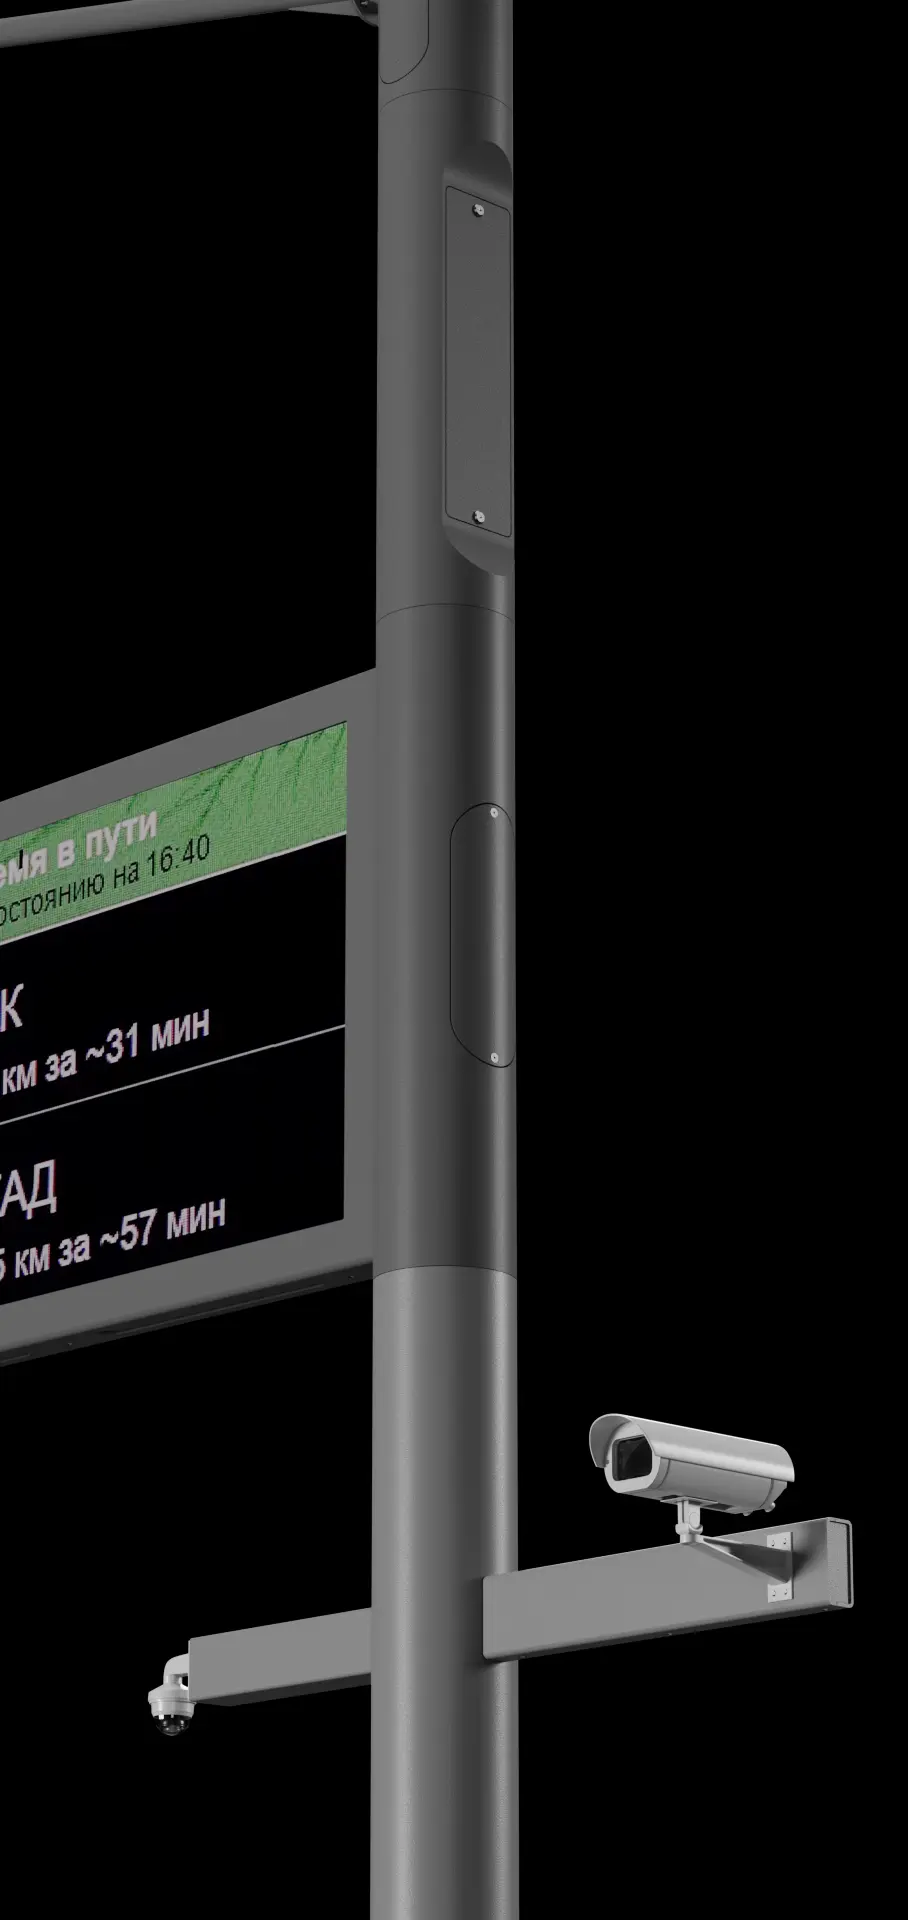 емя в пути
остоянию на 16:40
К
км за ~31 мин
АД
5 км за ~57 мин